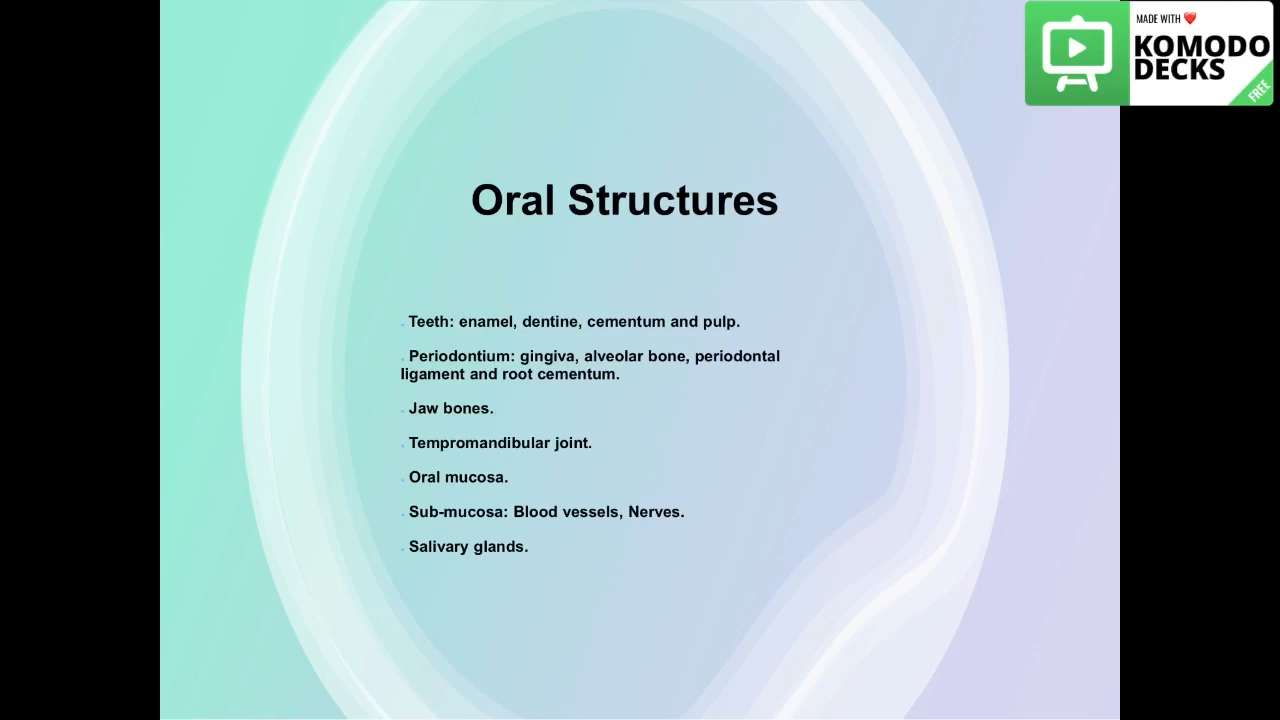 MADE WITH ❤️
KOMODO
DECKS
FREE
Oral Structures
. Teeth: enamel, dentine, cementum and pulp.
. Periodontium: gingiva, alveolar bone, periodontal
ligament and root cementum.
. Jaw bones.
. Tempromandibular joint.
. Oral mucosa.
. Sub-mucosa: Blood vessels, Nerves.
. Salivary glands.